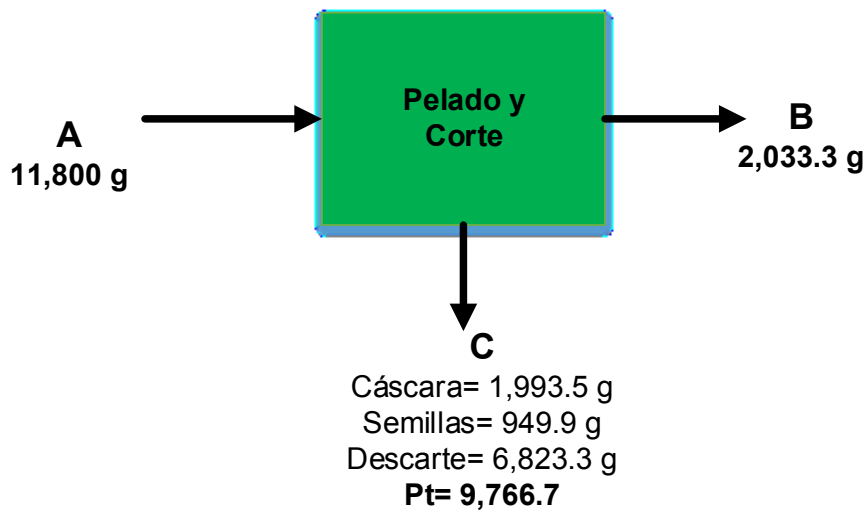 Pelado y
Corte
A
11,800 g
B
2,033.3 g
C
Cáscara= 1,993.5 g
Semillas= 949.9 g
Descarte= 6,823.3 g
Pt= 9,766.7